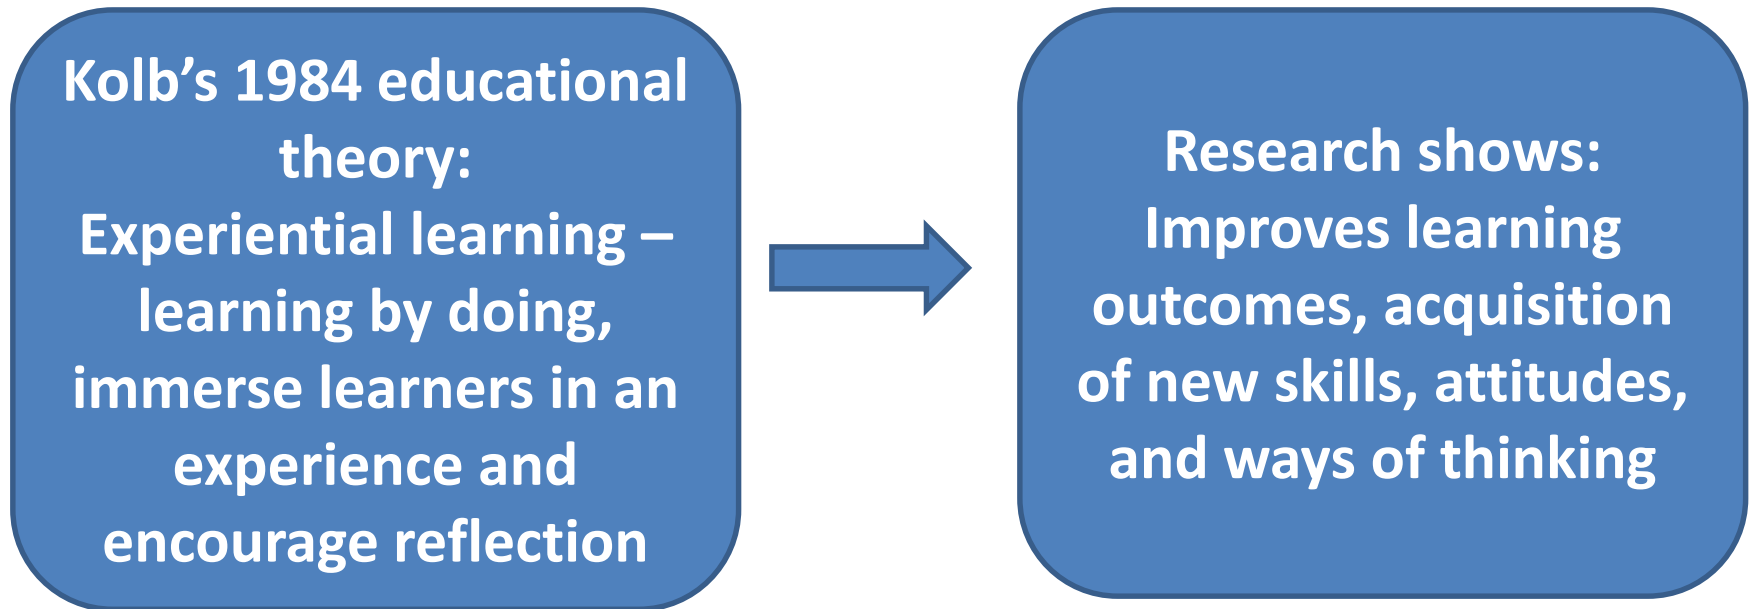 Kolb’s 1984 educational
theory:
Experiential learning –
learning by doing,
immerse learners in an
experience and
encourage reflection
Research shows:
Improves learning
outcomes, acquisition
of new skills, attitudes,
and ways of thinking